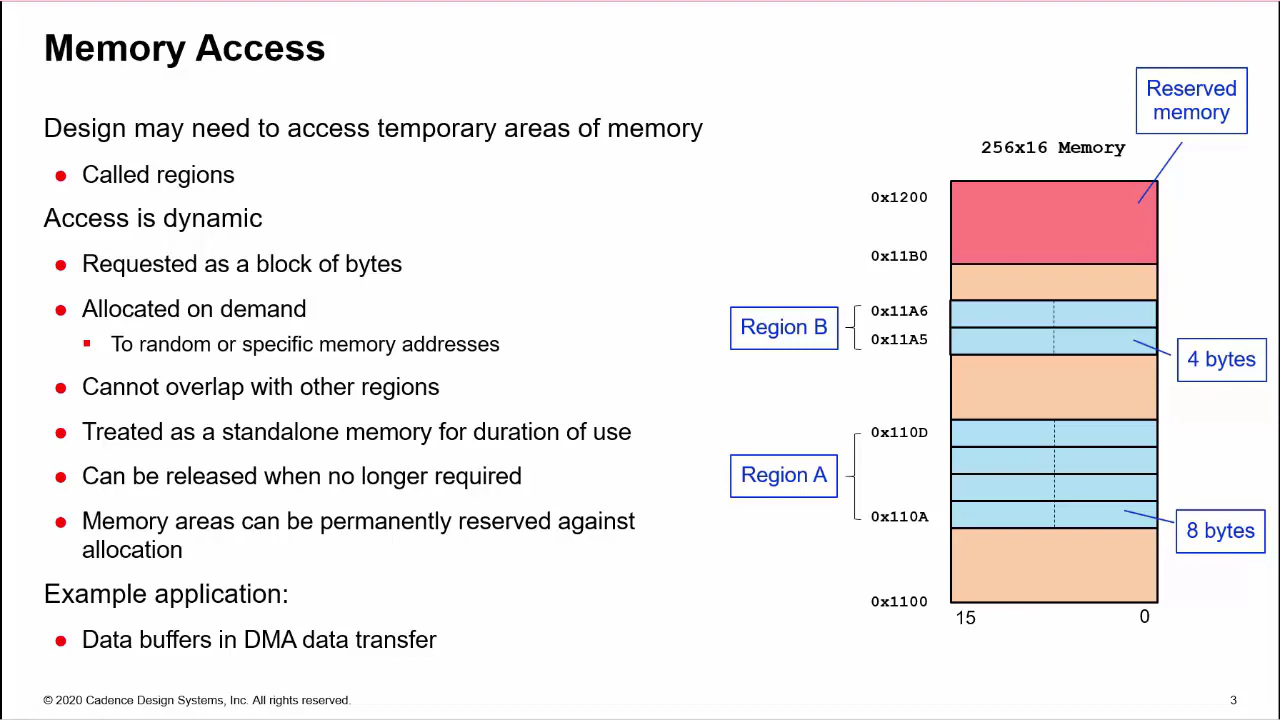 Memory Access
Design may need to access temporary areas of memory
Called regions
Access is dynamic
Requested as a block of bytes
Allocated on demand
To random or specific memory addresses
Cannot overlap with other regions
Treated as a standalone memory for duration of use
Can be released when no longer required
Memory areas can be permanently reserved against
allocation
Example application:
Data buffers in DMA data transfer
Reserved
memory
256x16 Memory
0x1200
0x11B0
0x11A6
Region B
0x11A5
4 bytes
0x110D
Region A
0x110A
8 bytes
0x1100
15
0
© 2020 Cadence Design Systems, Inc. All rights reserved.
3